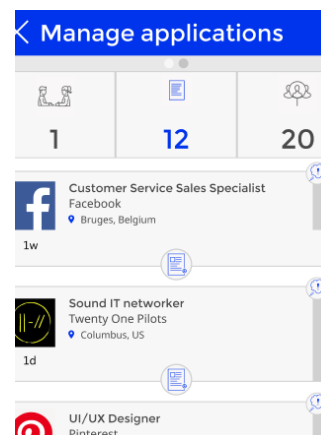 Manage applications
1
12
20
Customer Service Sales Specialist
Facebook
Bruges, Belgium
1w
Sound IT networker
Twenty One Pilots
Columbus, US
1d
UI/UX Designer
Pinterest